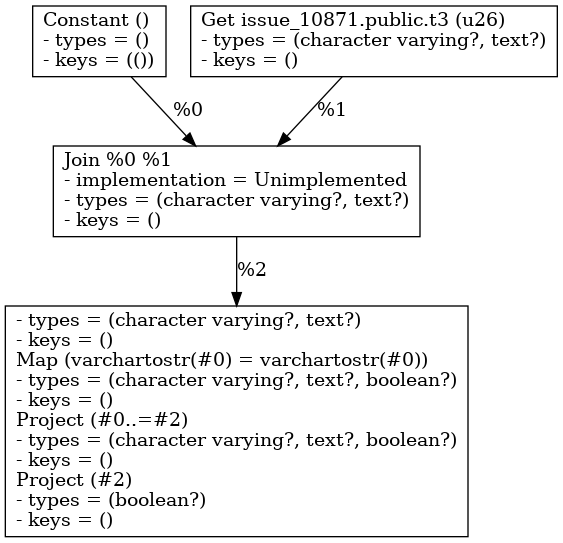 Constant ()
- types = ()
- keys = (())
Get issue_10871.public.t3 (u26)
- types = (character varying?, text?)
- keys = ()
%0
%1
Join %0 %1
- implementation = Unimplemented
- types = (character varying?, text?)
- keys = ()
%2
- types = (character varying?, text?)
- keys = ()
Map (varchartostr(#0) = varchartostr(#0))
- types = (character varying?, text?, boolean?)
- keys = ()
Project (#0..=#2)
- types = (character varying?, text?, boolean?)
- keys = ()
Project (#2)
- types = (boolean?)
- keys = ()